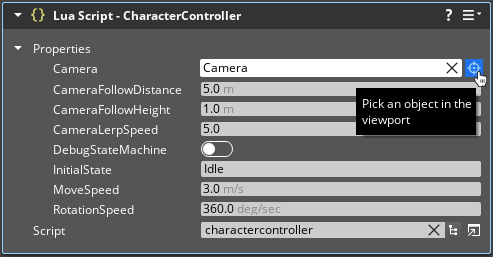 Lua Script - CharacterController
Properties
Camera Camera
CameraFollowDistance 5.0 m
CameraFollowHeight 1.0 m
Pick an object in the
viewport
CameraLerpSpeed 5.0
DebugStateMachine
InitialState Idle
MoveSpeed 3.0 m/s
RotationSpeed 360.0 deg/sec
Script charactercontroller